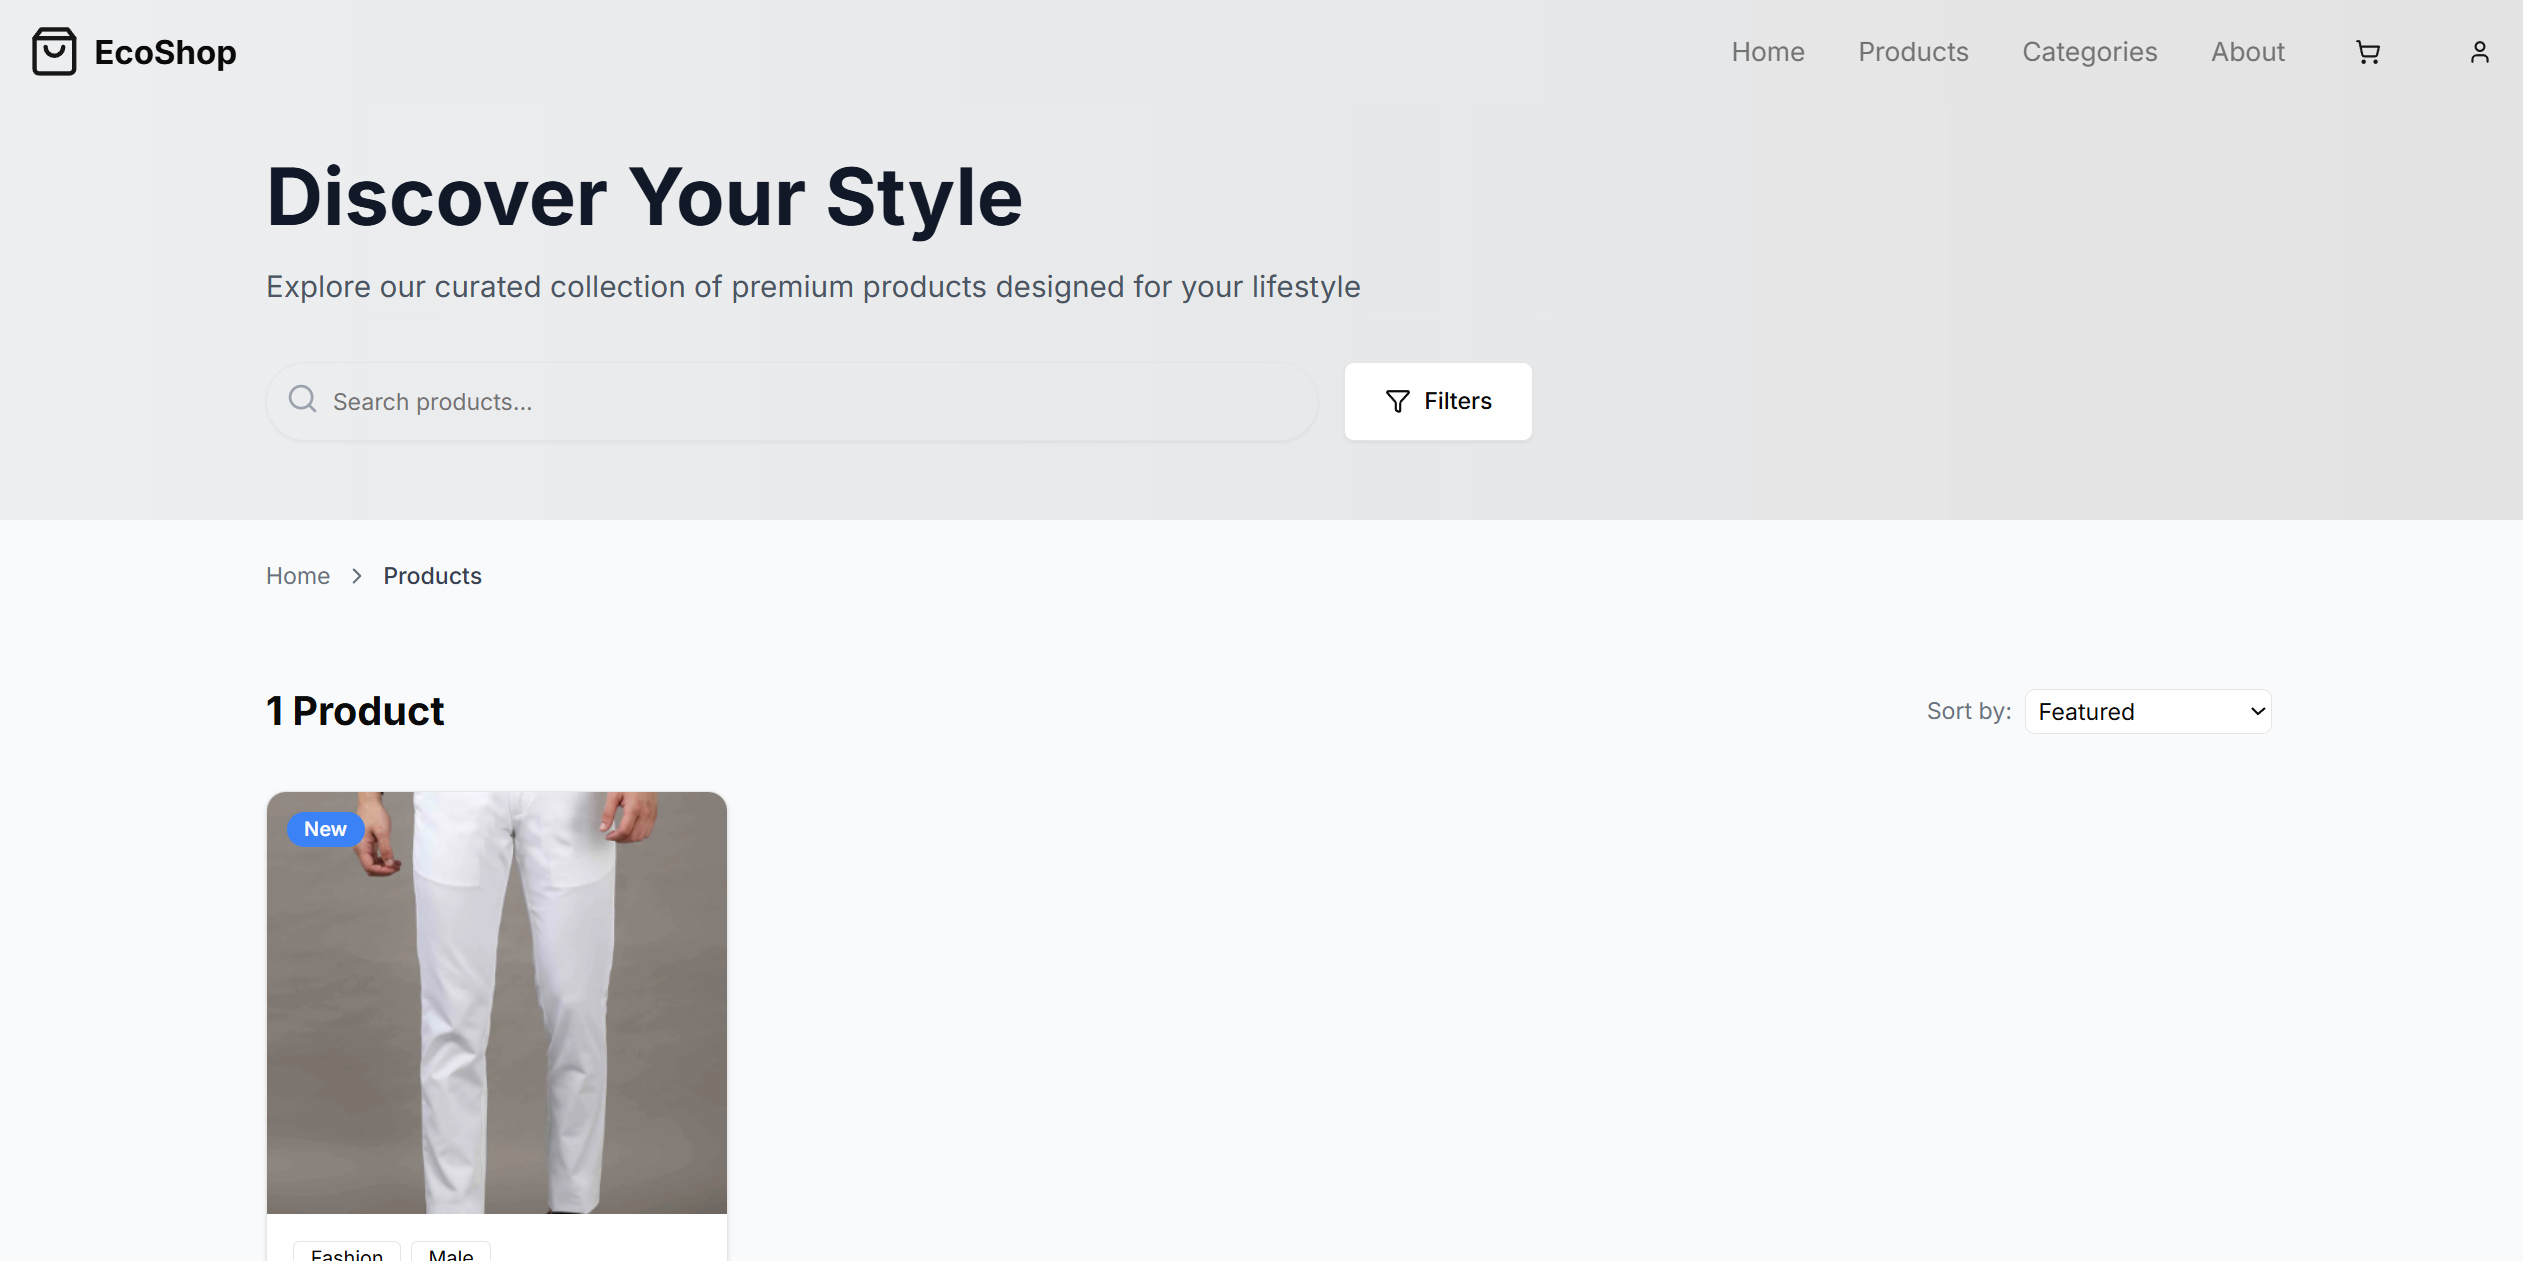 EcoShop
Home Products Categories About
Discover Your Style
Explore our curated collection of premium products designed for your lifestyle
Search products...
Filters
Home > Products
1 Product
Sort by: Featured
New
Fashion Male